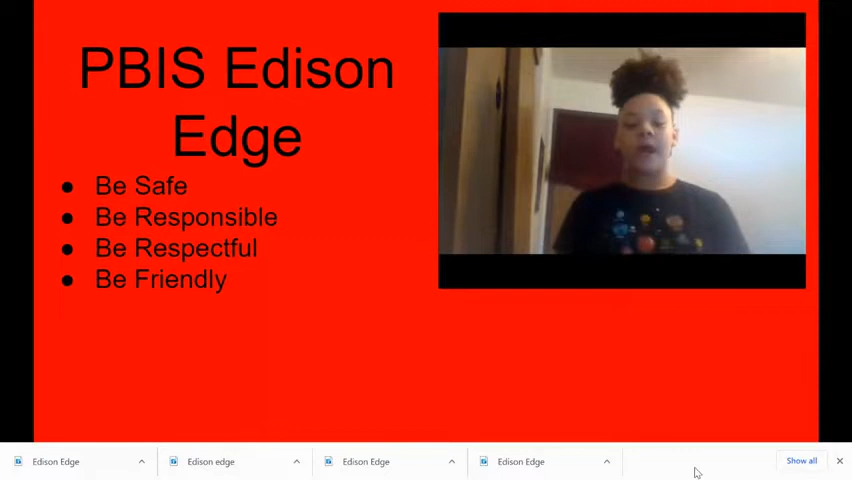 PBIS Edison
Edge
● Be Safe
● Be Responsible
● Be Respectful
● Be Friendly
Edison Edge
Edison edge
Edison Edge
Edison Edge
Show all